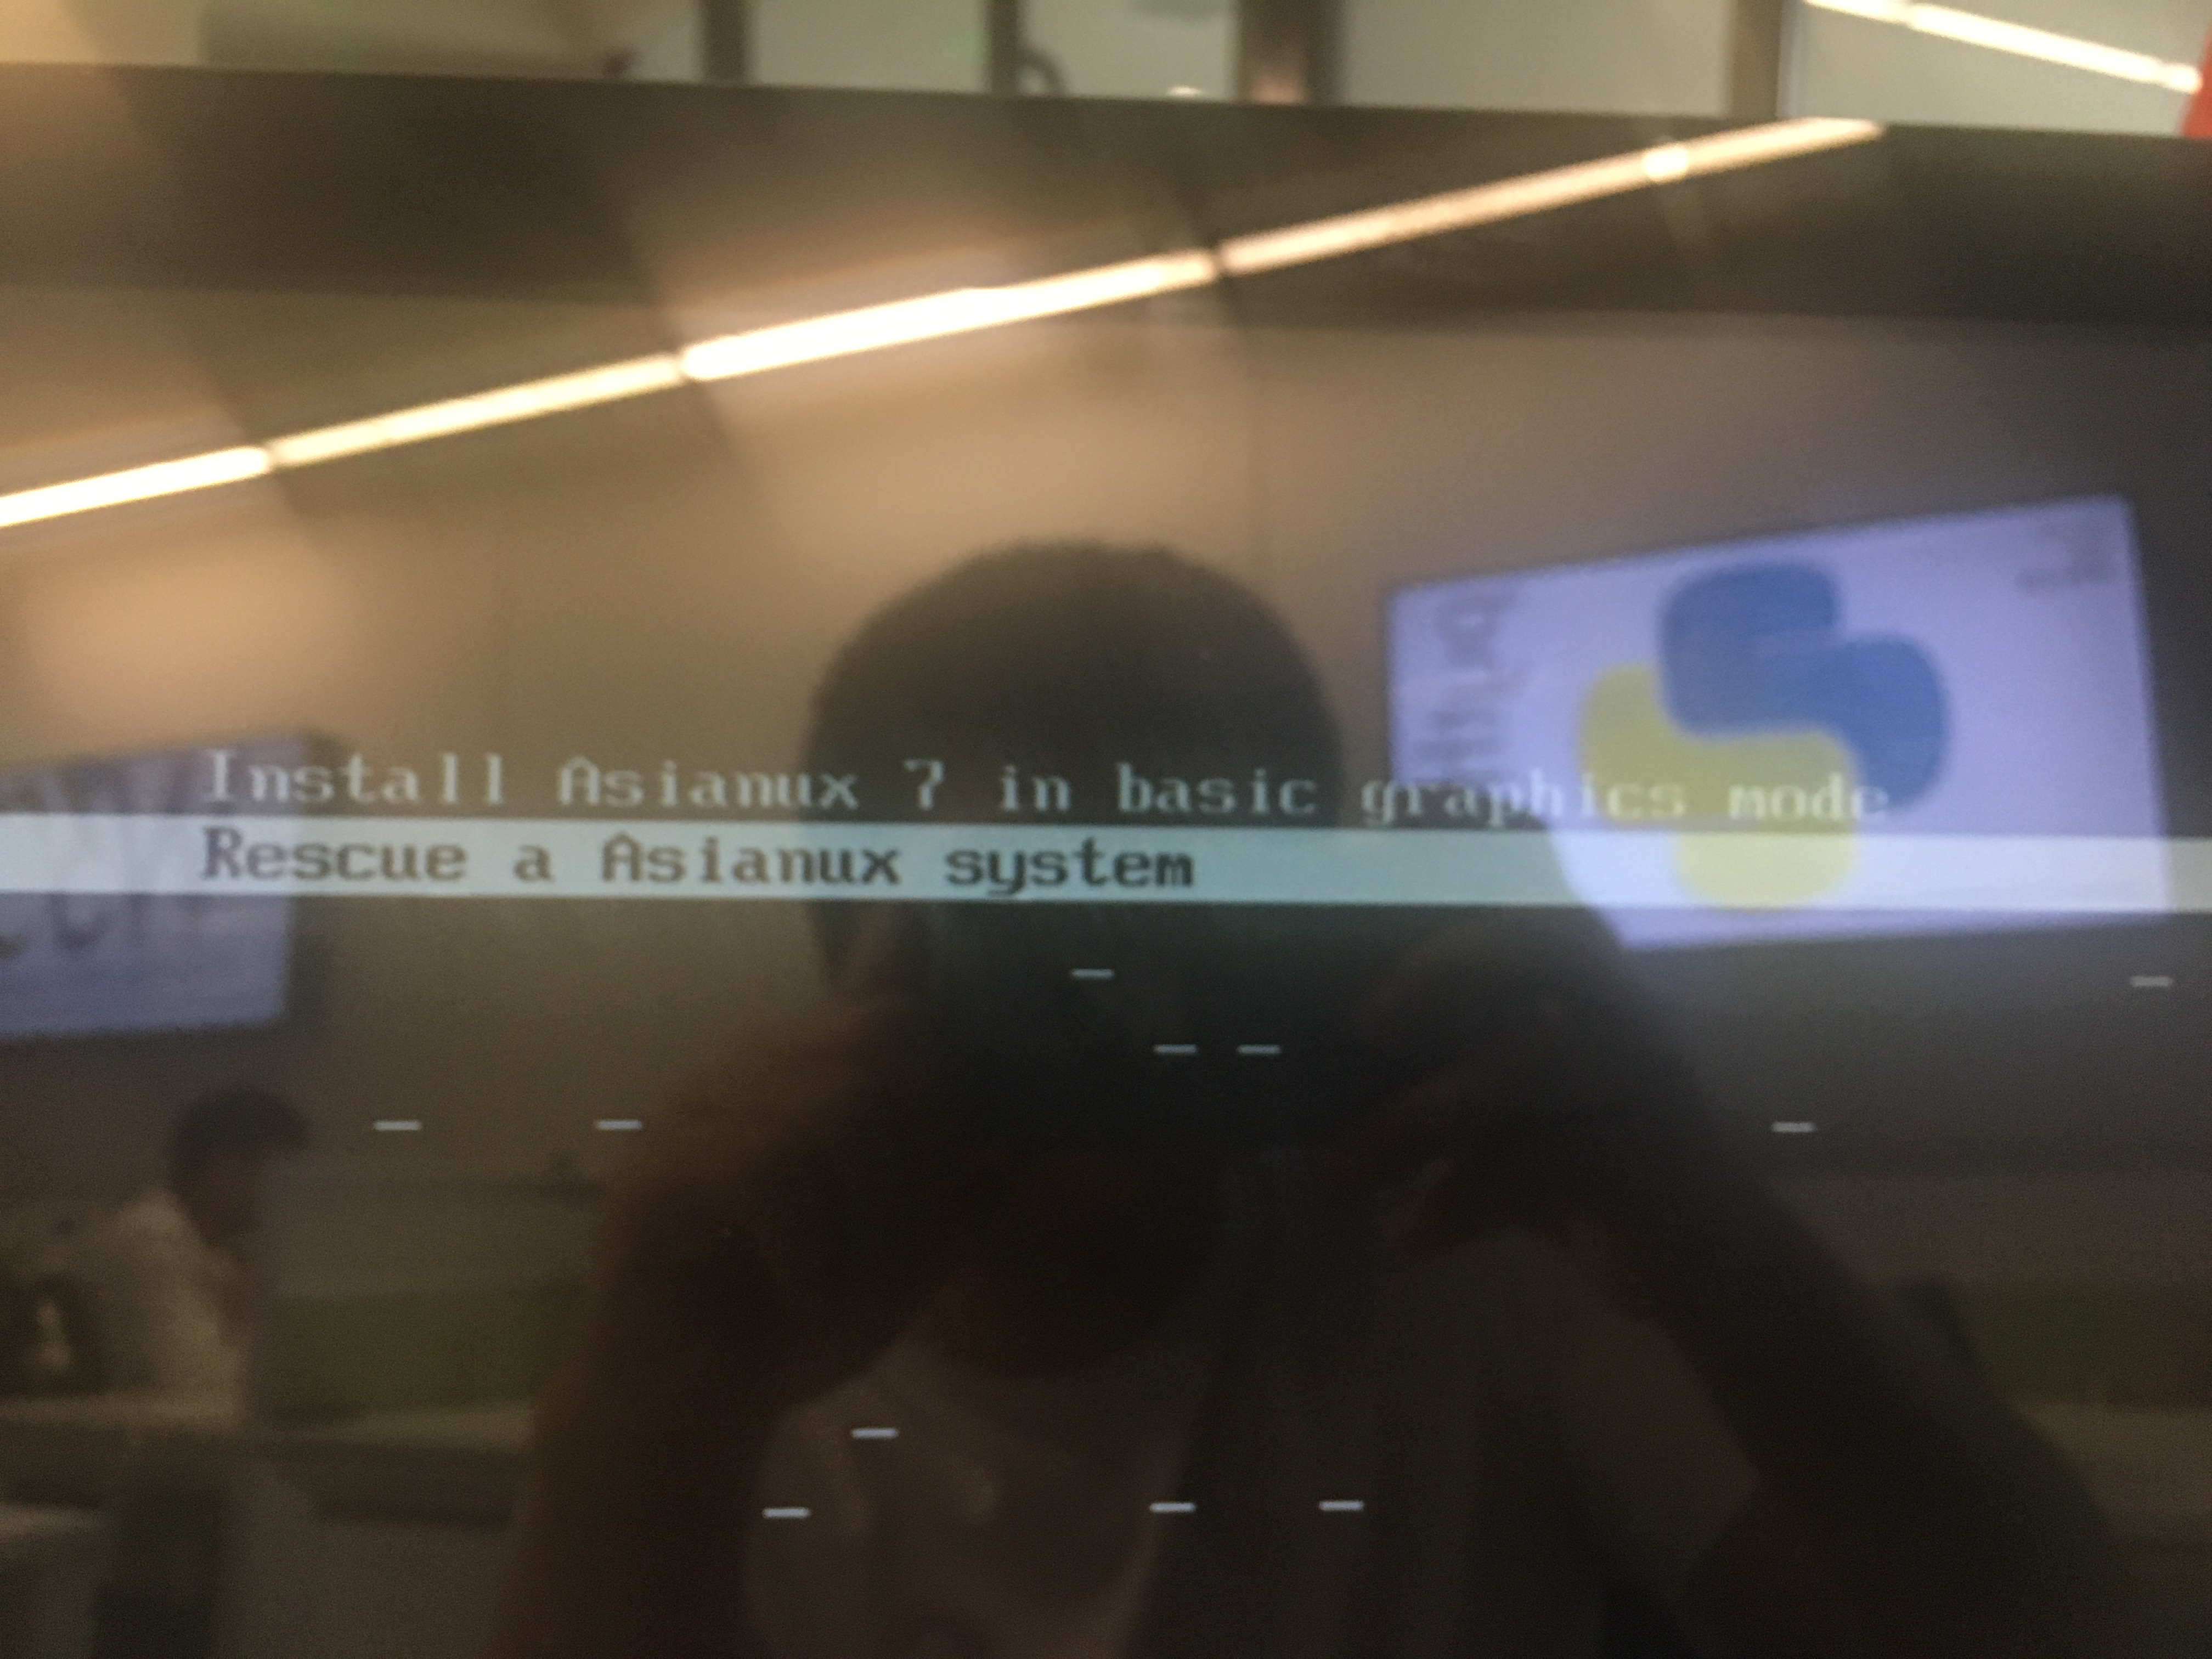 Install Asianux 7 in basic graphics mode
Rescue a Asianux system